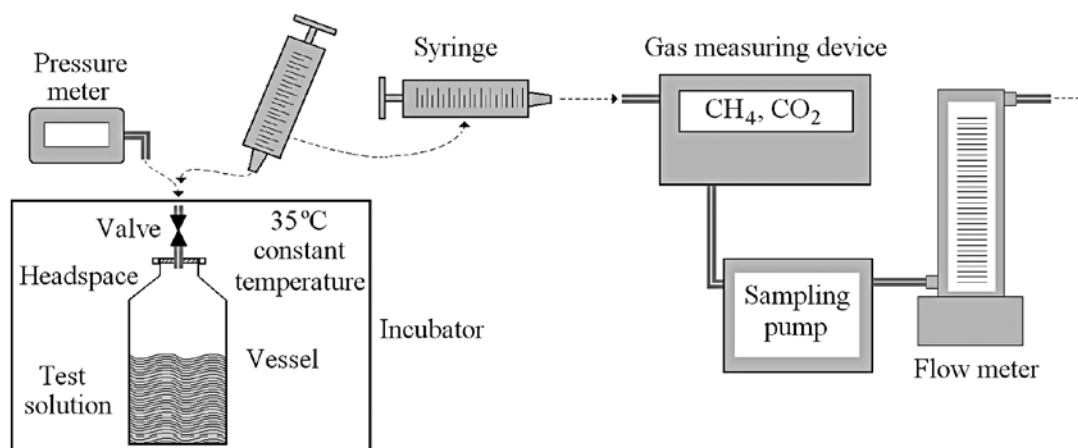 Pressure
meter
Syringe
Gas measuring device
CH₄, CO₂
Valve
35°C
constant
temperature
Headspace
Incubator
Vessel
Test
solution
Sampling
pump
Flow meter